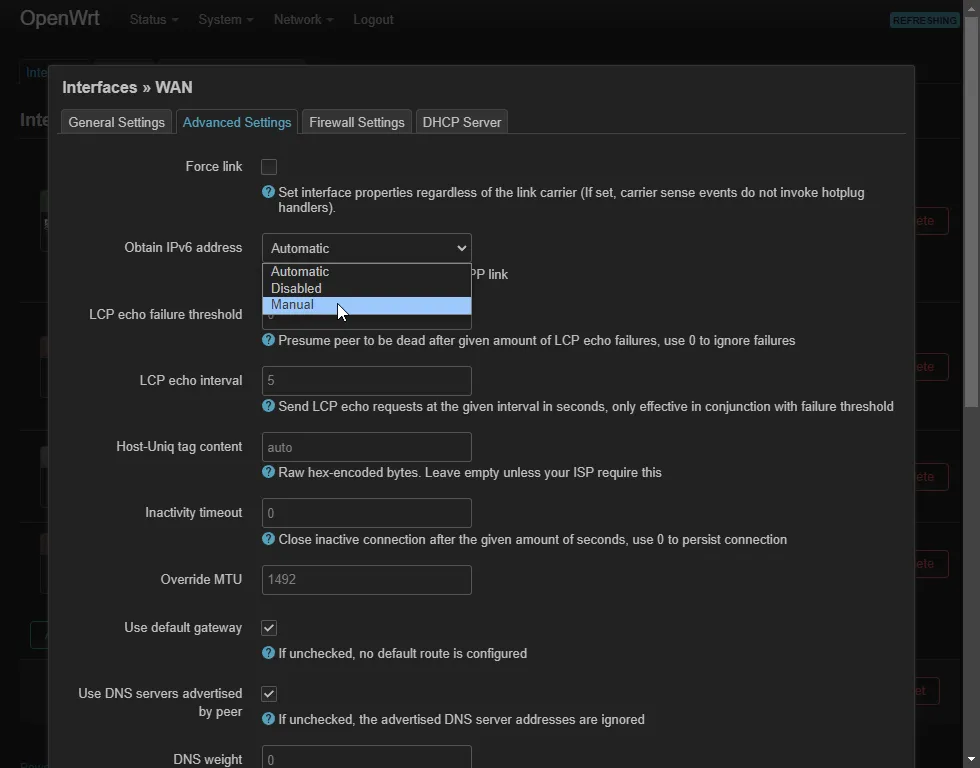 OpenWrt Status System Network Logout REFRESHING
Inte
Interfaces » WAN
Inte
General Settings Advanced Settings Firewall Settings DHCP Server
Force link
Set interface properties regardless of the link carrier (If set, carrier sense events do not invoke hotplug
handlers).
ete
Obtain IPv6 address Automatic
Automatic PP link
Disabled
Manual
LCP echo failure threshold
Presume peer to be dead after given amount of LCP echo failures, use 0 to ignore failures
ete
LCP echo interval 5
Send LCP echo requests at the given interval in seconds, only effective in conjunction with failure threshold
Host-Uniq tag content auto
Raw hex-encoded bytes. Leave empty unless your ISP require this
ete
Inactivity timeout 0
Close inactive connection after the given amount of seconds, use 0 to persist connection
ete
Override MTU 1492
Use default gateway
If unchecked, no default route is configured
Use DNS servers advertised
by peer
et
If unchecked, the advertised DNS server addresses are ignored
DNS weight 0